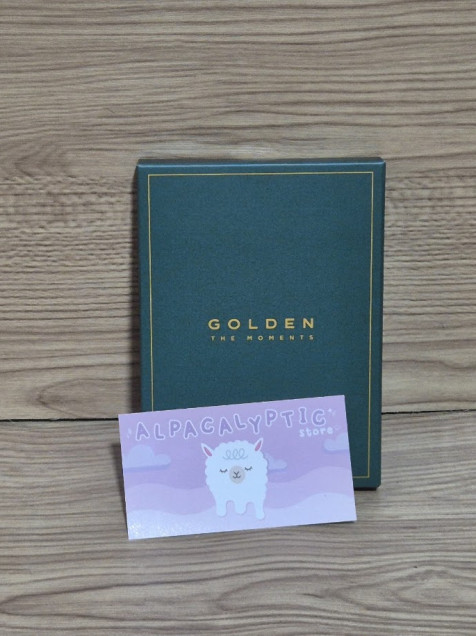 GOLDEN
THE MOMENTS
ALPACALYPTIC
store